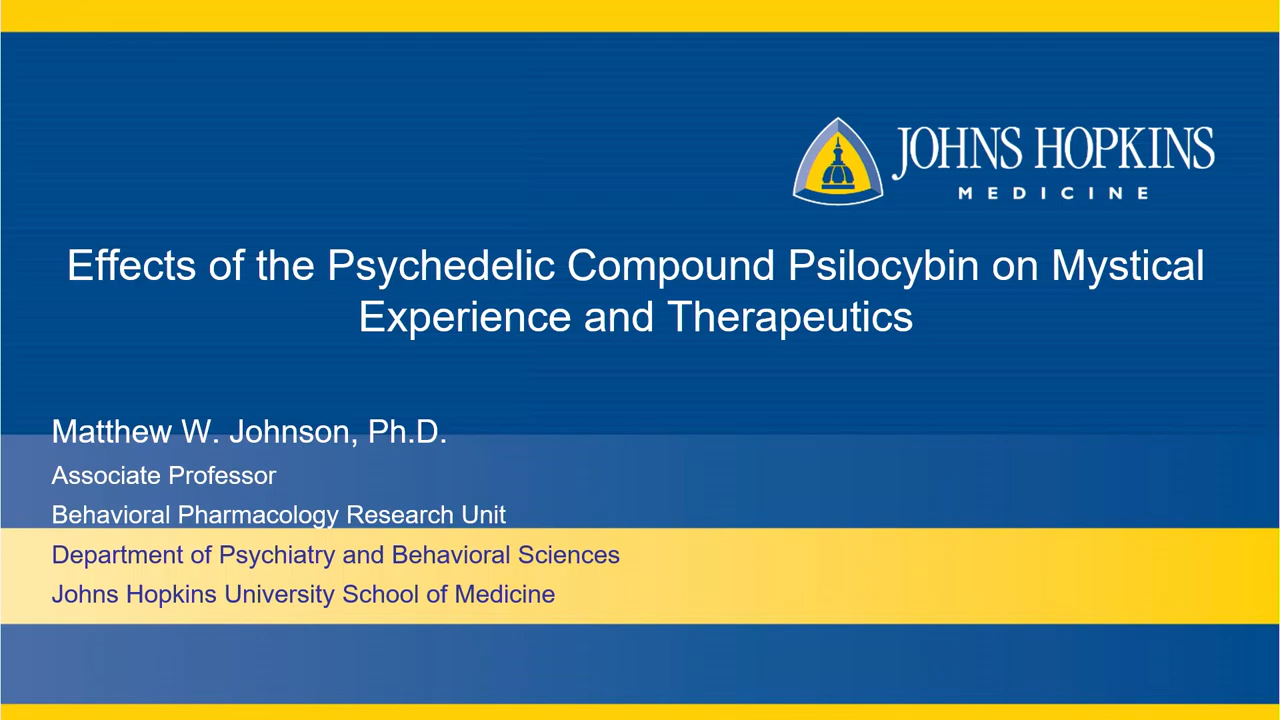 JOHNS HOPKINS
MEDICINE
Effects of the Psychedelic Compound Psilocybin on Mystical
Experience and Therapeutics
Matthew W. Johnson, Ph.D.
Associate Professor
Behavioral Pharmacology Research Unit
Department of Psychiatry and Behavioral Sciences
Johns Hopkins University School of Medicine